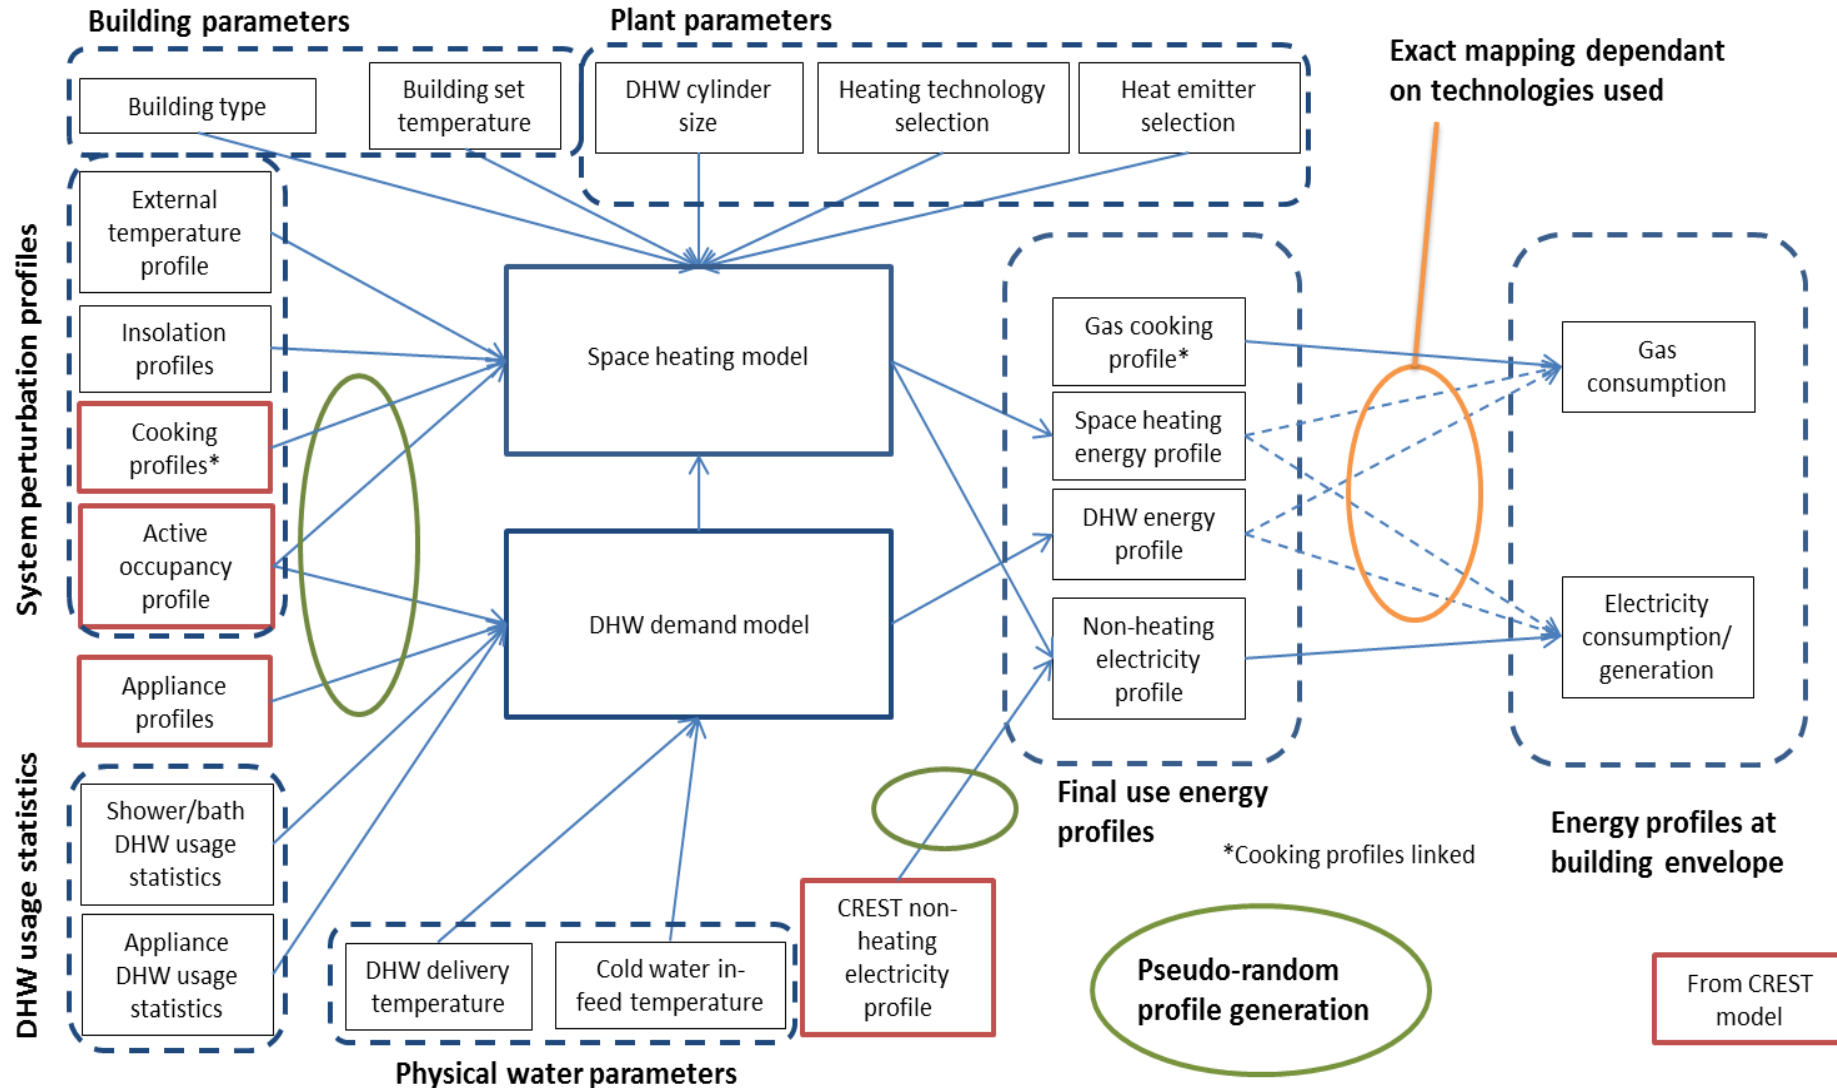 Building parameters
Plant parameters
Exact mapping dependant
on technologies used
Building type
Building set
temperature
DHW cylinder
size
Heating technology
selection
Heat emitter
selection
System perturbation profiles
External
temperature
profile
Insolation
profiles
Cooking
profiles*
Active
occupancy
profile
Appliance
profiles
Space heating model
DHW demand model
Gas cooking
profile*
Space heating
energy profile
DHW energy
profile
Non-heating
electricity
profile
Gas
consumption
Electricity
consumption/
generation
Final use energy
profiles
*Cooking profiles linked
Energy profiles at
building envelope
DHW usage statistics
Shower/bath
DHW usage
statistics
Appliance
DHW usage
statistics
DHW delivery
temperature
Cold water in-
feed temperature
Physical water parameters
CREST non-
heating
electricity
profile
Pseudo-random
profile generation
From CREST
model